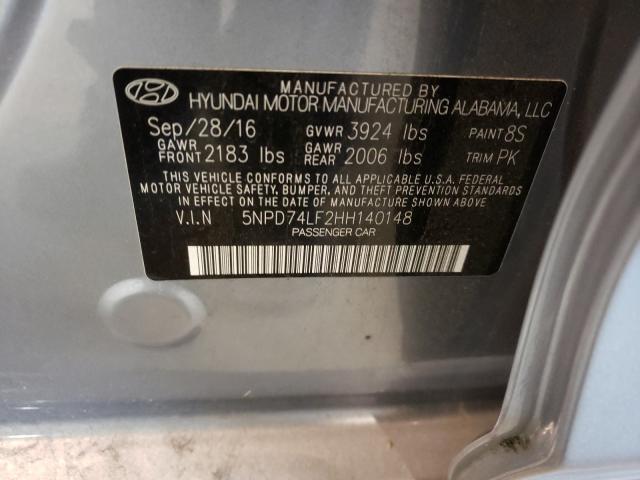 MANUFACTURED BY
HYUNDAI MOTOR MANUFACTURING ALABAMA, LLC
Sep/28/16 GVWR 3924 lbs PAINT 8S
GAWR FRONT 2183 lbs GAWR REAR 2006 lbs TRIM PK
THIS VEHICLE CONFORMS TO ALL APPLICABLE U.S.A. FEDERAL
MOTOR VEHICLE SAFETY, BUMPER, AND THEFT PREVENTION STANDARDS
IN EFFECT ON THE DATE OF MANUFACTURE SHOWN ABOVE.
V.I.N 5NPD74LF2HH140148
PASSENGER CAR